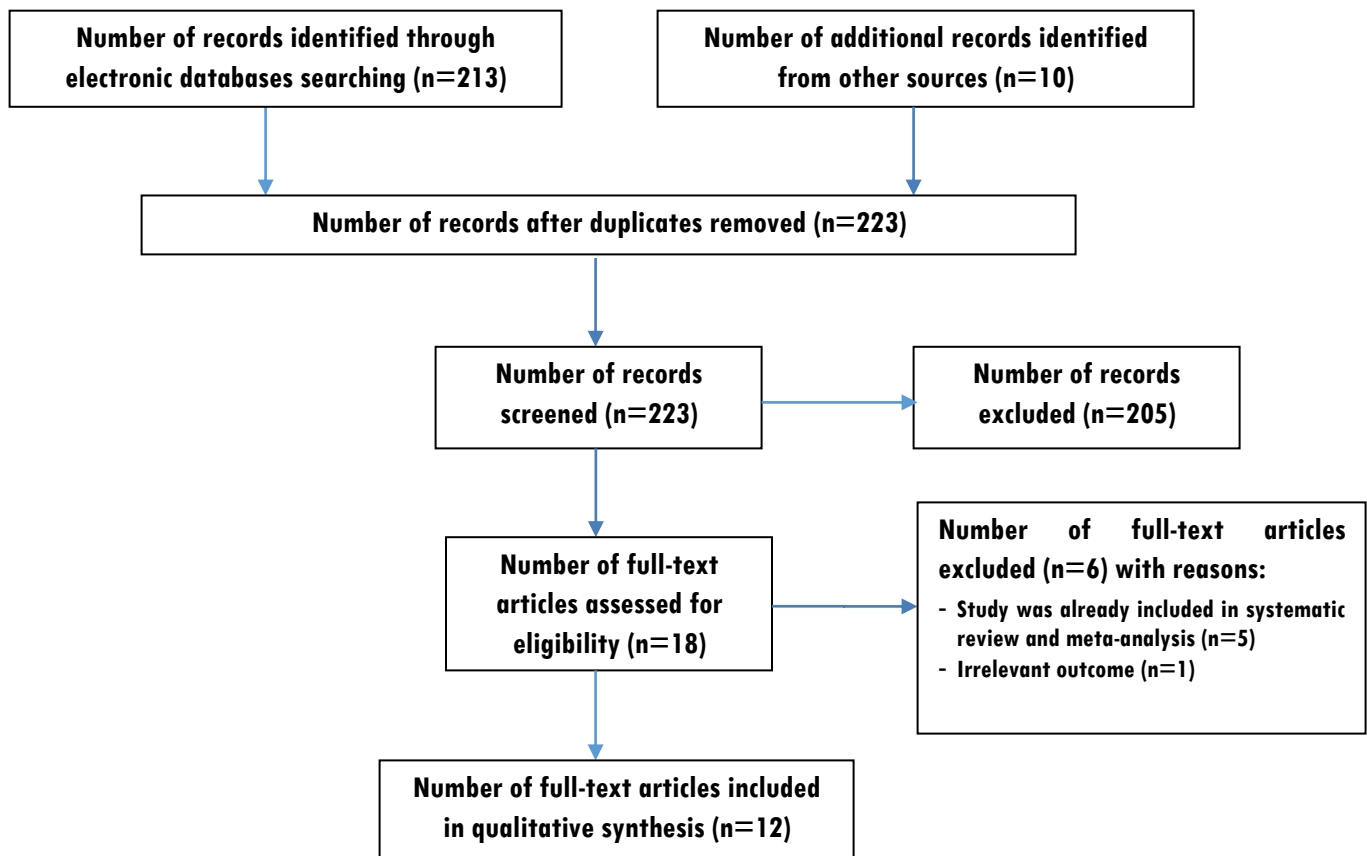 Number of records identified through
electronic databases searching (n=213)
Number of additional records identified
from other sources (n=10)
Number of records after duplicates removed (n=223)
Number of records
screened (n=223)
Number of records
excluded (n=205)
Number of full-text
articles assessed for
eligibility (n=18)
Number of full-text articles
excluded (n=6) with reasons:
- Study was already included in systematic
review and meta-analysis (n=5)
- Irrelevant outcome (n=1)
Number of full-text articles included
in qualitative synthesis (n=12)